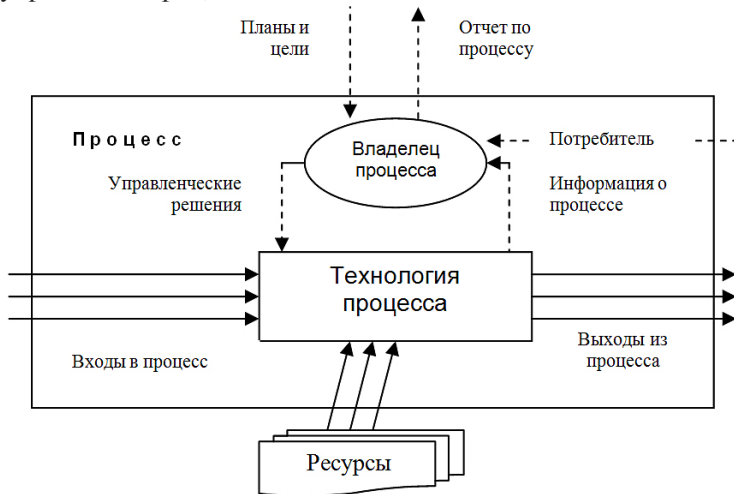 Планы и
цели
Отчет по
процессу
Процесс
Владелец
процесса
Потребитель
Управленческие
решения
Информация о
процессе
Технология
процесса
Входы в процесс
Выходы из
процесса
Ресурсы